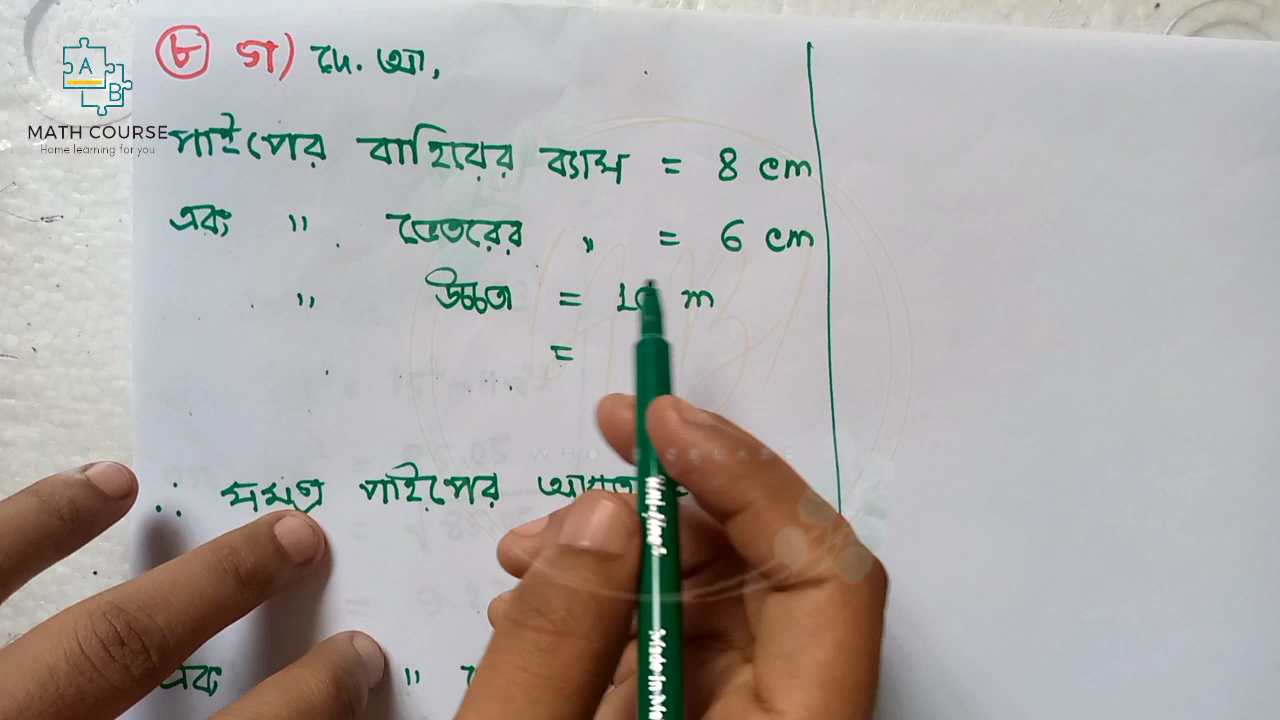 ৮ গ) দে. আ,
A
B
MATH COURSE
Home learning for you
পাইপের বাহিরের ব্যাস = 8 cm
এবং " ভেতরের " = 6 cm
" উচ্চতা = 10 m
=
∴ সমগ্র পাইপের
এবং "